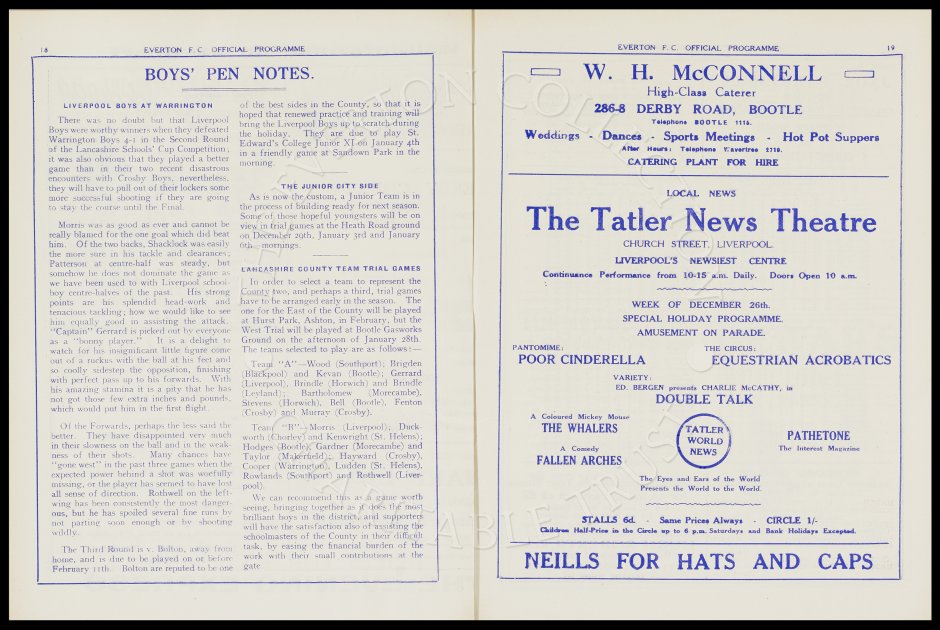 18
EVERTON F.C. OFFICIAL PROGRAMME
BOYS' PEN NOTES.
LIVERPOOL BOYS AT WARRINGTON
There was no doubt but that Liverpool
Boys were worthy winners when they defeated
Warrington Boys 4-1 in the Second Round
of the Lancashire Schools' Cup Competition;
it was also obvious that they played a better
game than in their two recent disastrous
encounters with Crosby Boys, nevertheless,
they will have to pull out of their lockers some
more successful shooting if they are going
to stay the course until the Final.
Morris was as good as ever and cannot be
really blamed for the one goal which did beat
him. Of the two backs, Shacklock was easily
the more sure in his tackle and clearances;
Patterson at centre-half was steady, but
somehow he does not dominate the game as
we have been used to with Liverpool school-
boy centre-halves of the past. His strong
points are his splendid head-work and
tenacious tackling; how we would like to see
him equally good in assisting the attack.
"Captain" Gerrard is picked out by everyone
as a "bonny player." It is a delight to
watch for his insignificant little figure come
out of a ruckus with the ball at his feet and
so coolly sidestep the opposition, finishing
with perfect pass up to his forwards. With
his amazing stamina it is a pity that he has
not got those few extra inches and pounds,
which would put him in the first flight.
Of the Forwards, perhaps the less said the
better. They have disappointed very much
in their slowness on the ball and in the weak-
ness of their shots. Many chances have
"gone west" in the past three games when the
expected power behind a shot was woefully
missing, or the player has seemed to have lost
all sense of direction. Rothwell on the left-
wing has been consistently the most danger-
ous, but he has spoiled several fine runs by
not parting soon enough or by shooting
wildly.
The Third Round is v. Bolton, away from
home, and is due to be played on or before
February 11th. Bolton are reputed to be one
of the best sides in the County, so that it is
hoped that renewed practice and training will
bring the Liverpool Boys up to scratch during
the holiday. They are due to play St.
Edward's College Junior XI on January 4th
in a friendly game at Sandown Park in the
morning.
THE JUNIOR CITY SIDE
As is now the custom, a Junior Team is in
the process of building ready for next season.
Some of those hopeful youngsters will be on
view in trial games at the Heath Road ground
on December 29th, January 3rd and January
6th, mornings.
LANCASHIRE COUNTY TEAM TRIAL GAMES
In order to select a team to represent the
County two, and perhaps a third, trial games
have to be arranged early in the season. The
one for the East of the County will be played
at Hurst Park, Ashton, in February, but the
West Trial will be played at Bootle Gasworks
Ground on the afternoon of January 28th.
The teams selected to play are as follows:—
Team "A"—Wood (Southport); Brigden
(Blackpool) and Kevan (Bootle); Gerrard
(Liverpool), Brindle (Horwich) and Brindle
(Leyland); Bartholomew (Morecambe),
Stevens (Horwich), Bell (Bootle), Fenton
(Crosby) and Murray (Crosby).
Team "B"—Morris (Liverpool); Duck-
worth (Chorley) and Kenwright (St. Helens);
Hodges (Bootle), Gardner (Morecambe) and
Taylor (Makerfield); Hayward (Crosby),
Cooper (Warrington), Ludden (St. Helens),
Rowlands (Southport) and Rothwell (Liver-
pool).
We can recommend this as a game worth
seeing, bringing together as it does the most
brilliant boys in the district, and supporters
will have the satisfaction also of assisting the
schoolmasters of the County in their difficult
task, by easing the financial burden of the
work with their small contributions at the
gate.
EVERTON F.C. OFFICIAL PROGRAMME
19
W. H. McCONNELL
High-Class Caterer
286-8 DERBY ROAD, BOOTLE
Telephone BOOTLE 1116.
Weddings - Dances - Sports Meetings - Hot Pot Suppers
After Hours: Telephone Wavertree 2719.
CATERING PLANT FOR HIRE
LOCAL NEWS
The Tatler News Theatre
CHURCH STREET, LIVERPOOL.
LIVERPOOL'S NEWSIEST CENTRE
Continuance Performance from 10-15 a.m. Daily. Doors Open 10 a.m.
WEEK OF DECEMBER 26th.
SPECIAL HOLIDAY PROGRAMME.
AMUSEMENT ON PARADE.
PANTOMIME:
POOR CINDERELLA
THE CIRCUS:
EQUESTRIAN ACROBATICS
VARIETY:
ED. BERGEN presents CHARLIE McCATHY, in
DOUBLE TALK
A Coloured Mickey Mouse
THE WHALERS
A Comedy
FALLEN ARCHES
TATLER
WORLD
NEWS
PATHETONE
The Interest Magazine
The Eyes and Ears of the World
Presents the World to the World.
STALLS 6d. - Same Prices Always - CIRCLE 1/-
Children Half-Price in the Circle up to 6 p.m. Saturdays and Bank Holidays Excepted.
NEILLS FOR HATS AND CAPS